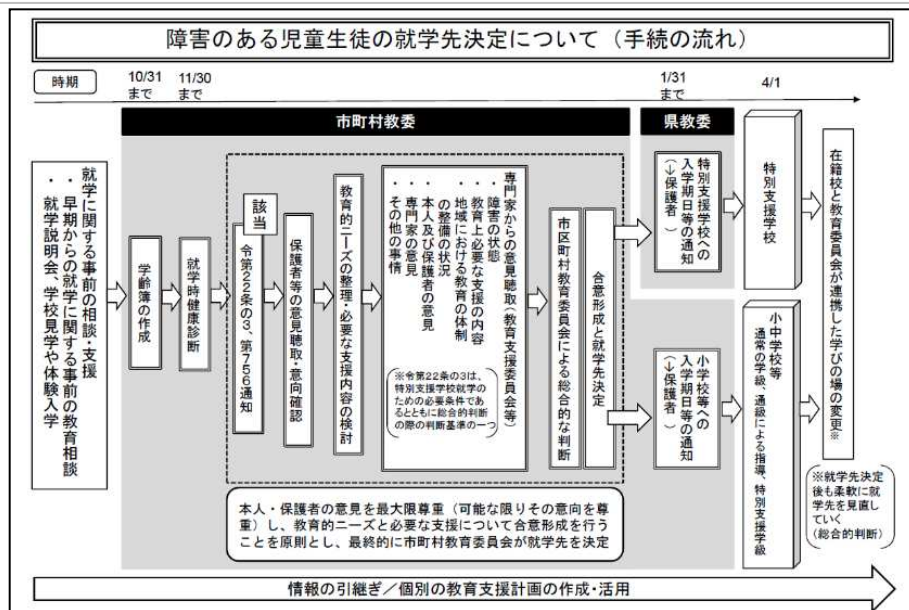 障害のある児童生徒の就学先決定について（手続の流れ）
時期
10/31
まで
11/30
まで
1/31
まで
4/1
市町村教委
県教委
就学に関する事前の相談・支援
・早期からの就学に関する事前の教育相談
・就学説明会、学校見学や体験入学
学齢簿の作成
就学時健康診断
該当
令第22条の3、第756通知
保護者等の意見聴取・意向確認
教育的ニーズの整理・必要な支援内容の検討
専門家からの意見聴取（教育支援委員会等）
・障害の状態
・教育上必要な支援の内容
・地域における教育の体制
の整備の状況
・本人及び保護者の意見
・専門家の意見
・その他の事情
※令第22条の3は、
特別支援学校就学の
ための必要条件であ
るとともに総合的判断
の際の判断基準の一つ
市区町村教育委員会による総合的な判断
合意形成と就学先決定
特別支援学校への
入学期日等の通知
（↓保護者）
小学校等への
入学期日等の通知
（↓保護者）
特別支援学校
小中学校等
通常の学級、通級による指導、特別支援学級
在籍校と教育委員会が連携した学びの場の変更※
※就学先決定
後も柔軟に就
学先を見直し
ていく
（総合的判断）
本人・保護者の意見を最大限尊重（可能な限りその意向を尊
重）し、教育的ニーズと必要な支援について合意形成を行う
ことを原則とし、最終的に市町村教育委員会が就学先を決定
情報の引継ぎ／個別の教育支援計画の作成・活用